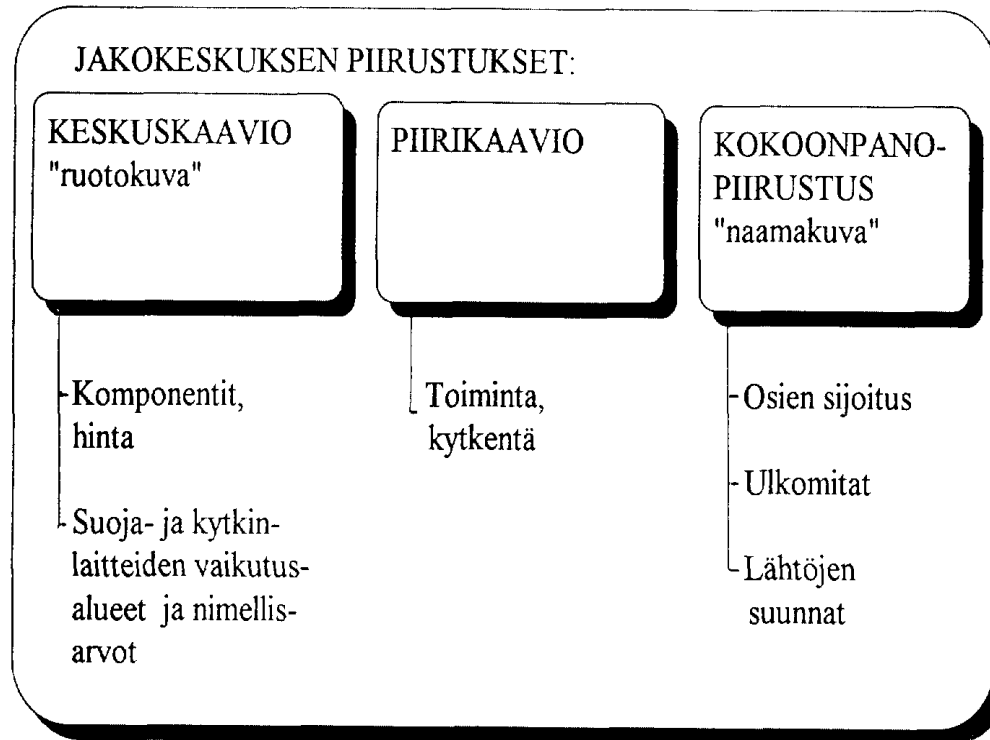 JAKOKESKUKSEN PIIRUSTUKSET:
KESKUSKAAVIO
"ruotokuva"
Komponentit,
hinta
Suoja- ja kytkin-
laitteiden vaikutus-
alueet ja nimellis-
arvot
PIIRIKAAVIO
Toiminta,
kytkentä
KOKOONPANO-
PIIRUSTUS
"naamakuva"
Osien sijoitus
Ulkomitat
Lähtöjen
suunnat